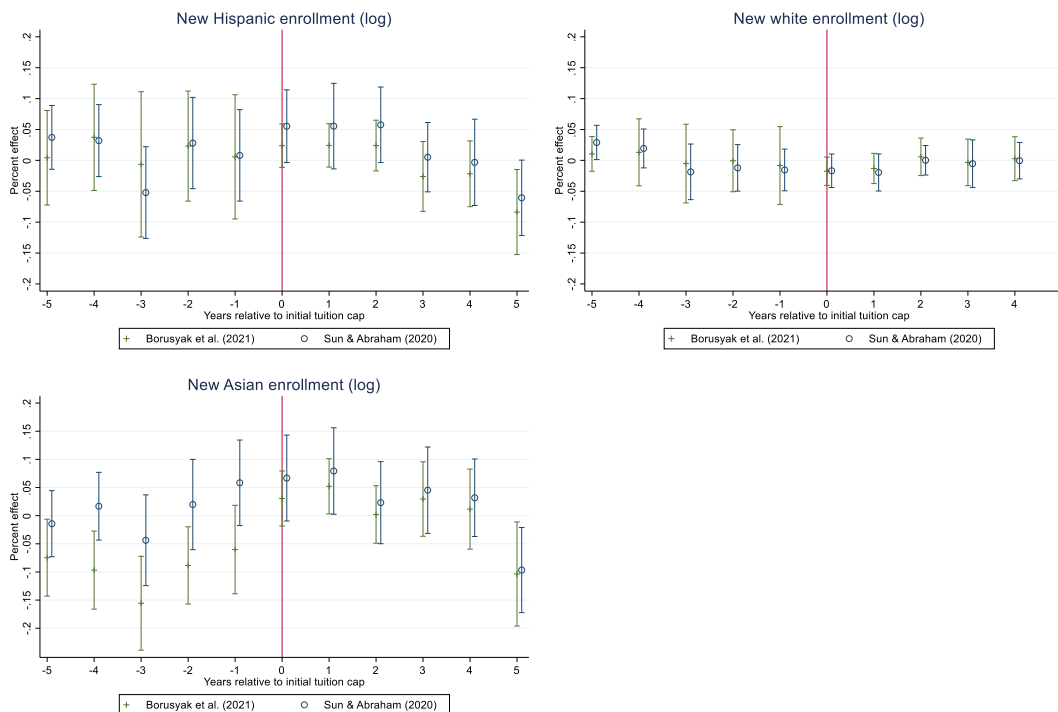 New Hispanic enrollment (log)
Percent effect
.2
.15
.1
.05
0
-.05
-.1
-.15
-.2
-5 -4 -3 -2 -1 0 1 2 3 4 5
Years relative to initial tuition cap
Borusyak et al. (2021) Sun & Abraham (2020)
New white enrollment (log)
Percent effect
.2
.15
.1
.05
0
-.05
-.1
-.15
-.2
-5 -4 -3 -2 -1 0 1 2 3 4
Years relative to initial tuition cap
Borusyak et al. (2021) Sun & Abraham (2020)
New Asian enrollment (log)
Percent effect
.2
.15
.1
.05
0
-.05
-.1
-.15
-.2
-5 -4 -3 -2 -1 0 1 2 3 4 5
Years relative to initial tuition cap
Borusyak et al. (2021) Sun & Abraham (2020)